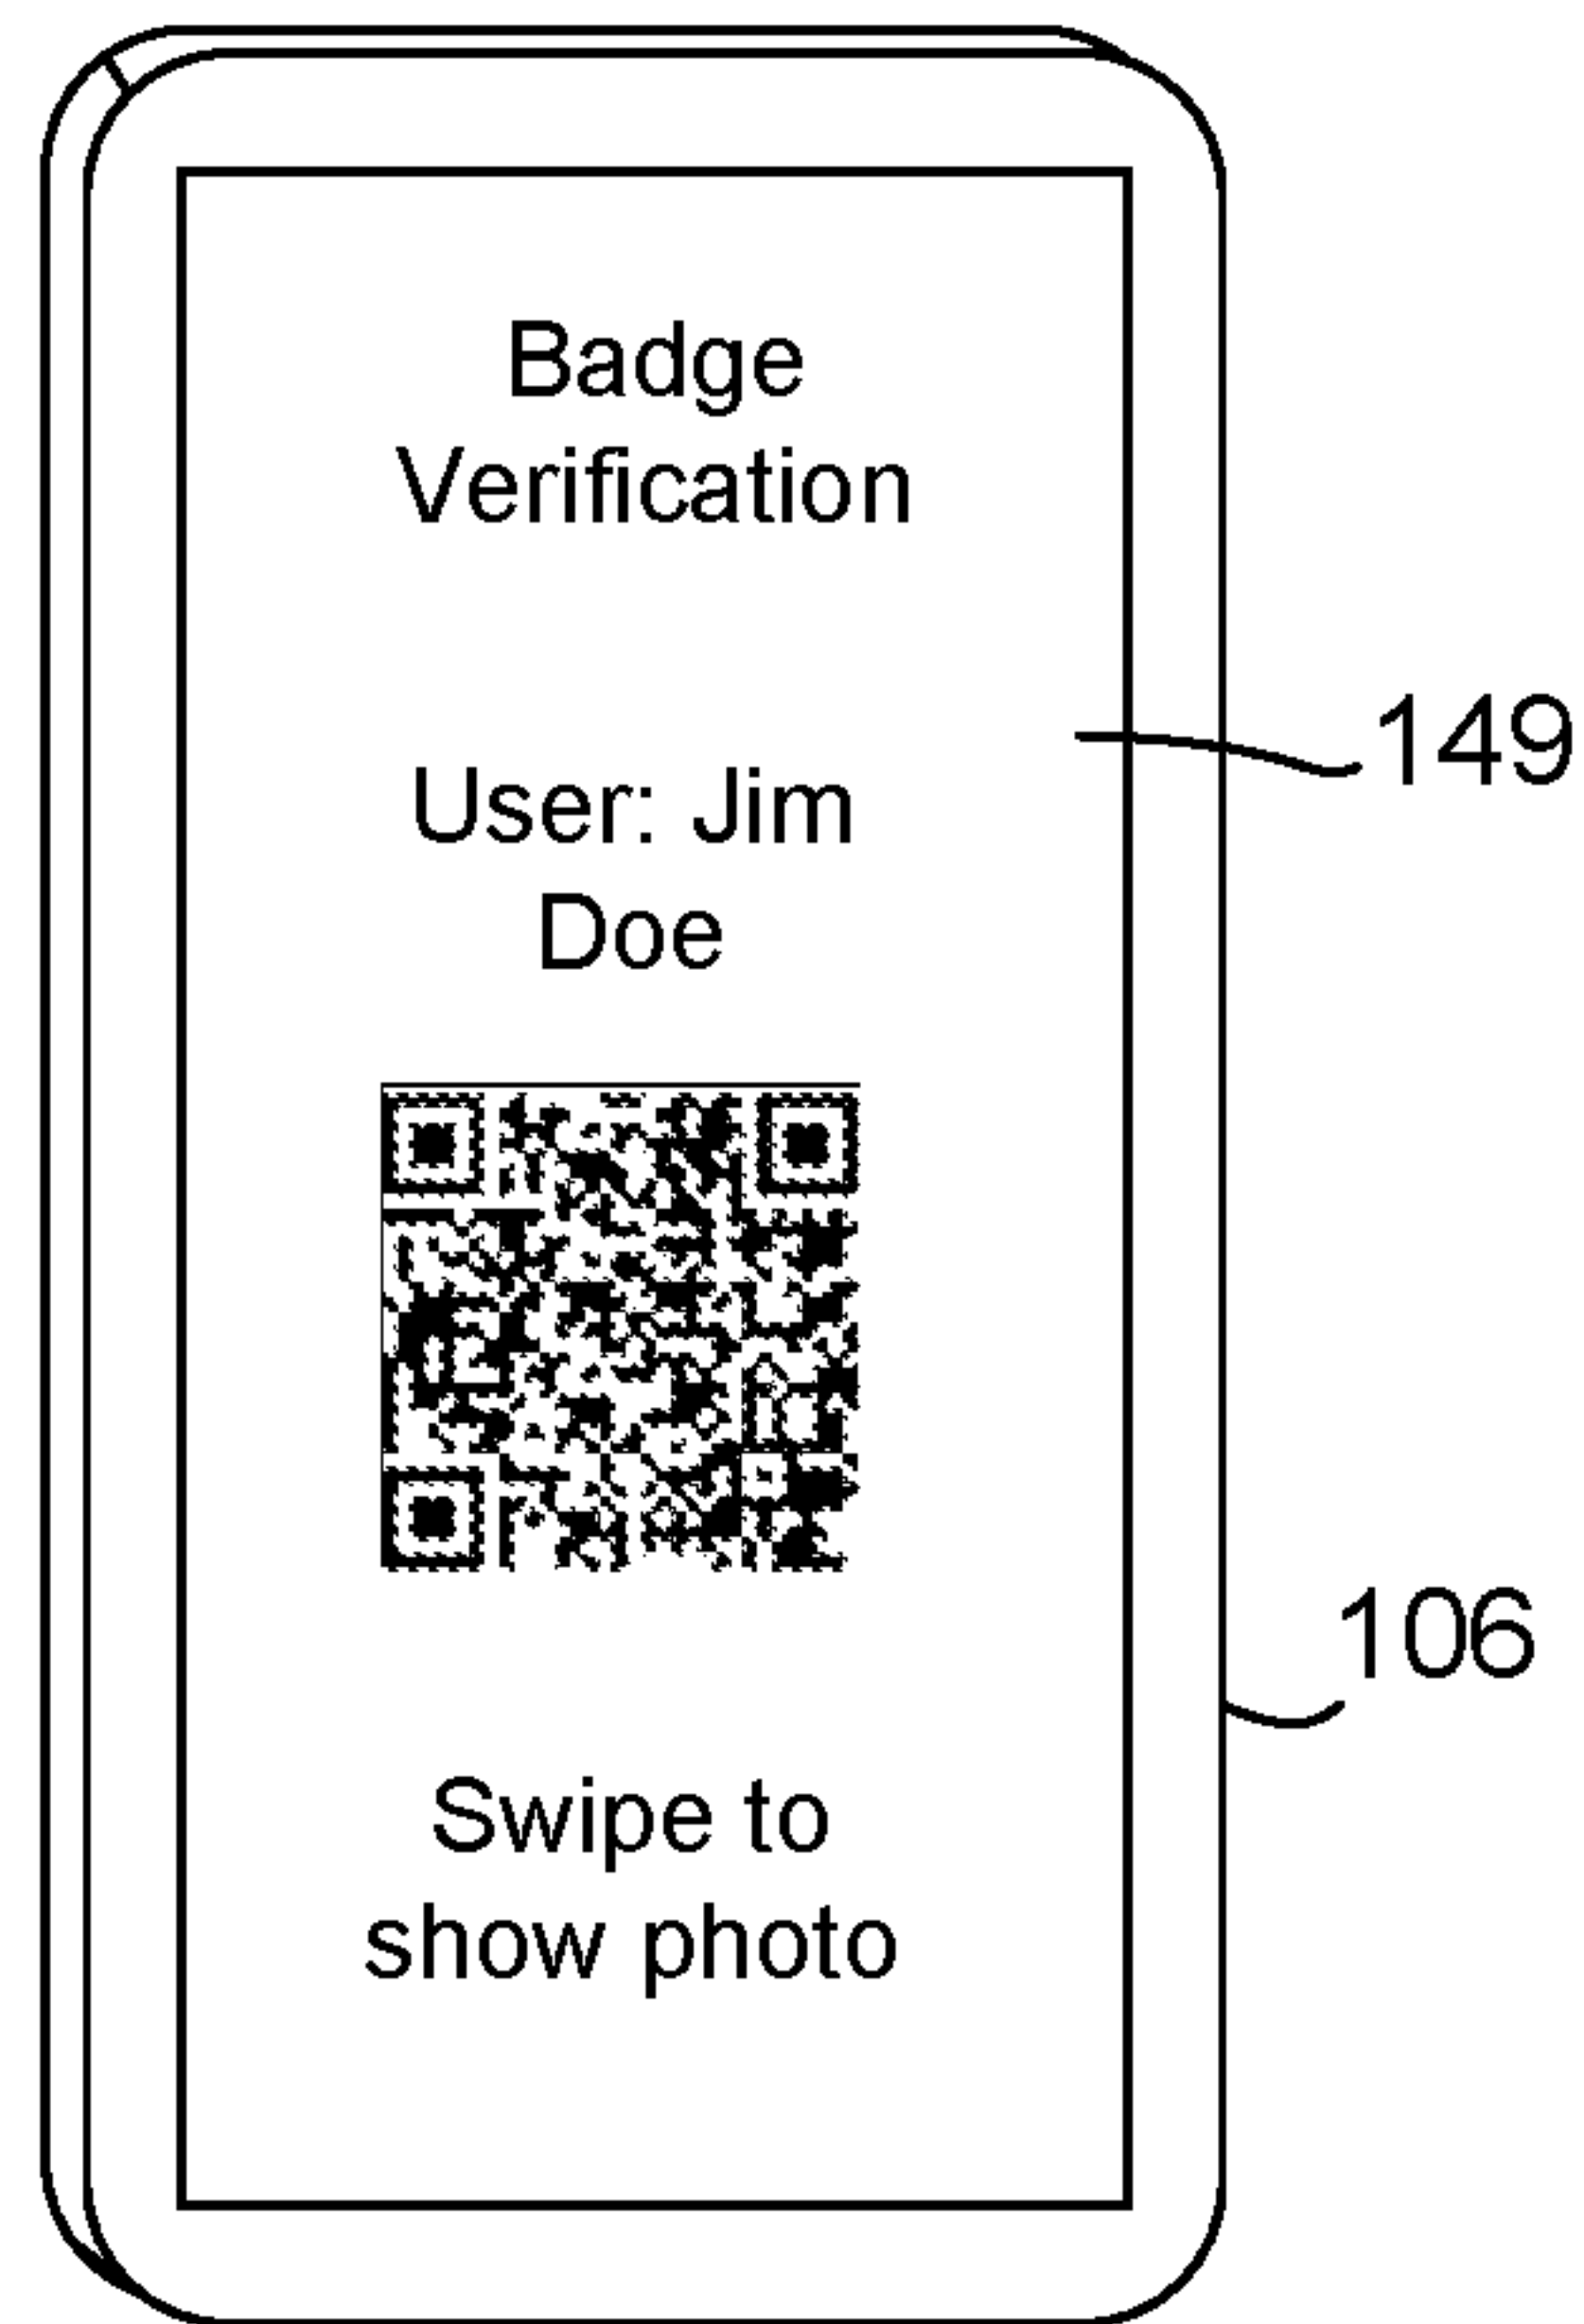 Badge
Verification
149
User: Jim
Doe
106
Swipe to
show photo